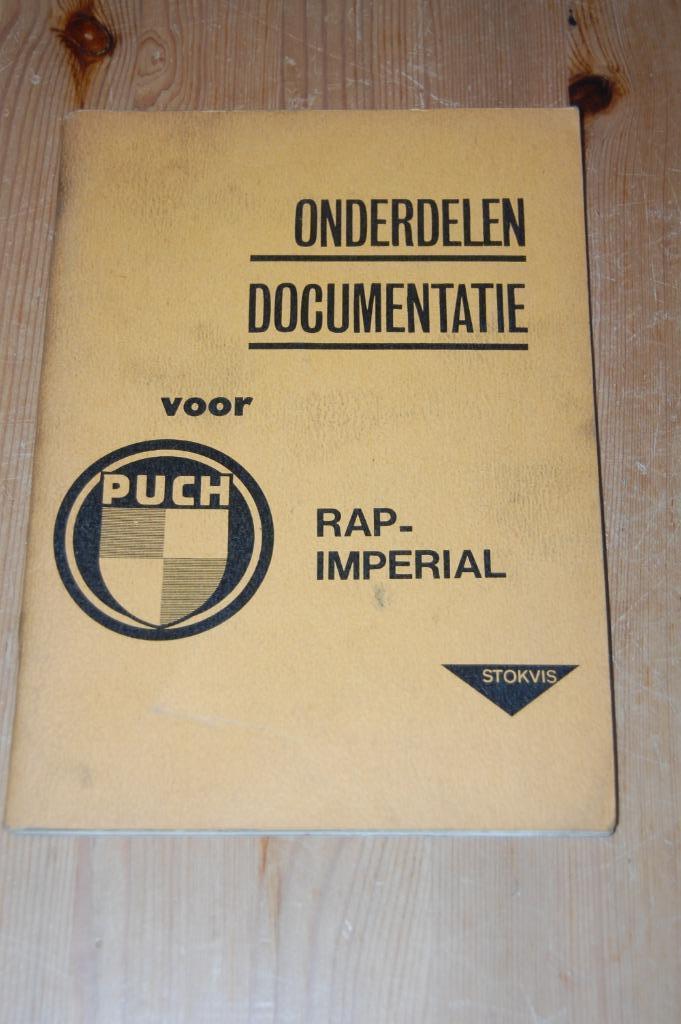 ONDERDELEN
DOCUMENTATIE
voor
PUCH
RAP-
IMPERIAL
STOKVIS